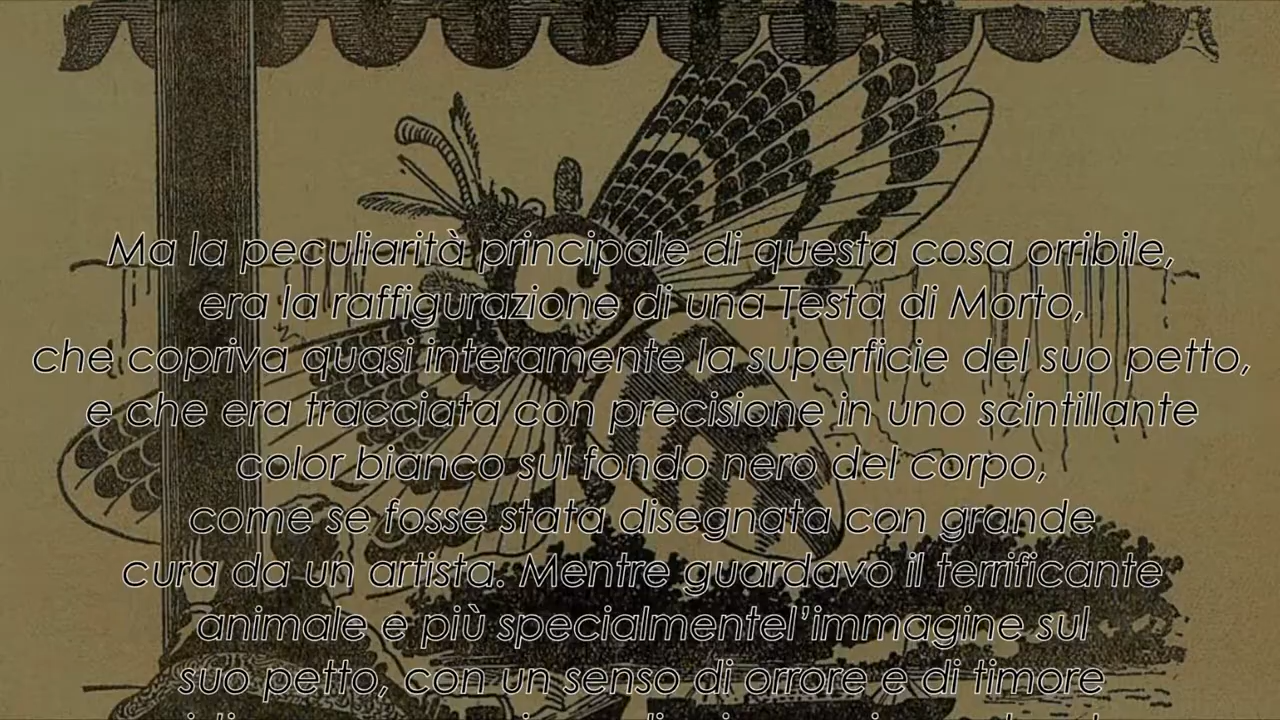 Ma la peculiarità principale di questa cosa orribile,
era la raffigurazione di una Testa di Morto,
che copriva quasi interamente la superficie del suo petto,
e che era tracciata con precisione in uno scintillante
color bianco sul fondo nero del corpo,
come se fosse stata disegnata con grande
cura da un artista. Mentre guardavo il terrificante
animale e più specialmentel'immagine sul
suo petto, con un senso di orrore e di timore